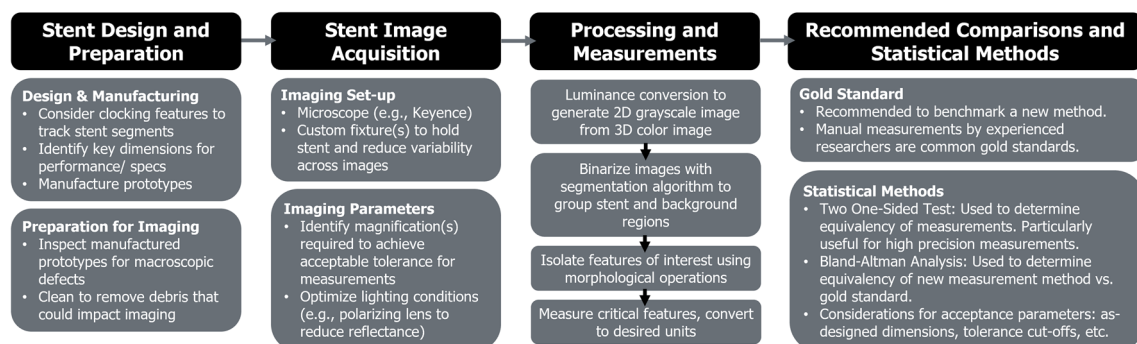 Stent Design and
Preparation
Design & Manufacturing
• Consider clocking features to
track stent segments
• Identify key dimensions for
performance/ specs
• Manufacture prototypes
Preparation for Imaging
• Inspect manufactured
prototypes for macroscopic
defects
• Clean to remove debris that
could impact imaging
Stent Image
Acquisition
Imaging Set-up
• Microscope (e.g., Keyence)
• Custom fixture(s) to hold
stent and reduce variability
across images
Imaging Parameters
• Identify magnification(s)
required to achieve
acceptable tolerance for
measurements
• Optimize lighting conditions
(e.g., polarizing lens to
reduce reflectance)
Processing and
Measurements
Luminance conversion to
generate 2D grayscale image
from 3D color image
Binarize images with
segmentation algorithm to
group stent and background
regions
Isolate features of interest using
morphological operations
Measure critical features, convert
to desired units
Recommended Comparisons and
Statistical Methods
Gold Standard
• Recommended to benchmark a new method.
• Manual measurements by experienced
researchers are common gold standards.
Statistical Methods
• Two One-Sided Test: Used to determine
equivalency of measurements. Particularly
useful for high precision measurements.
• Bland-Altman Analysis: Used to determine
equivalency of new measurement method vs.
gold standard.
• Considerations for acceptance parameters: as-
designed dimensions, tolerance cut-offs, etc.